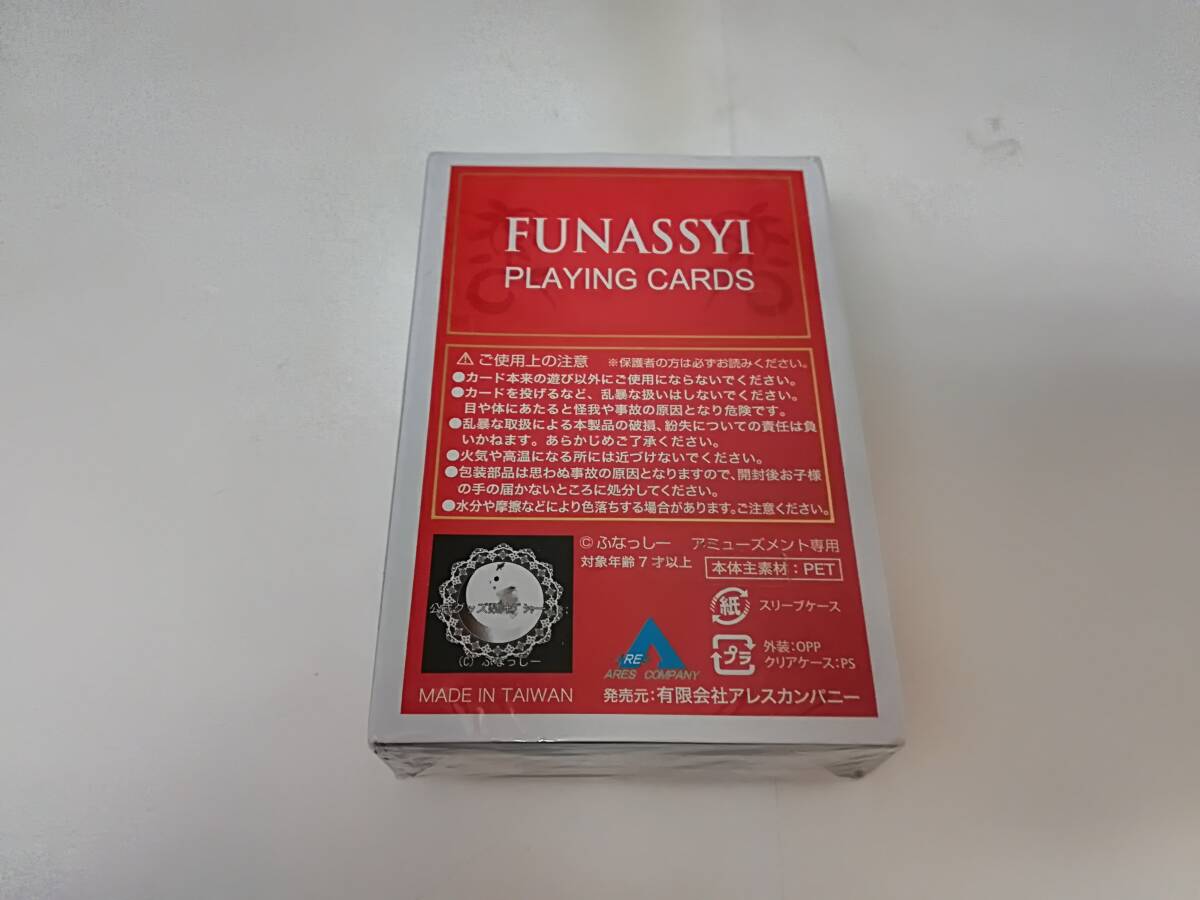 FUNASSYI
PLAYING CARDS
⚠ ご使用上の注意 ※保護者の方は必ずお読みください。
●カード本来の遊び以外にご使用にならないでください。
●カードを投げるなど、乱暴な扱いはしないでください。
目や体にあたると怪我や事故の原因となり危険です。
●乱暴な取扱による本製品の破損、紛失についての責任は負
いかねます。あらかじめご了承ください。
●火気や高温になる所には近づけないでください。
●包装部品は思わぬ事故の原因となりますので、開封後お子様
の手の届かないところに処分してください。
●水分や摩擦などにより色落ちする場合があります。ご注意ください。
©ふなっしー アミューズメント専用
対象年齢7才以上 本体主素材:PET
紙 スリーブケース
プラ 外装:OPP
クリアケース:PS
公式グッズ
(C) ふなっしー
RE
ARES COMPANY
MADE IN TAIWAN 発売元:有限会社アレスカンパニー